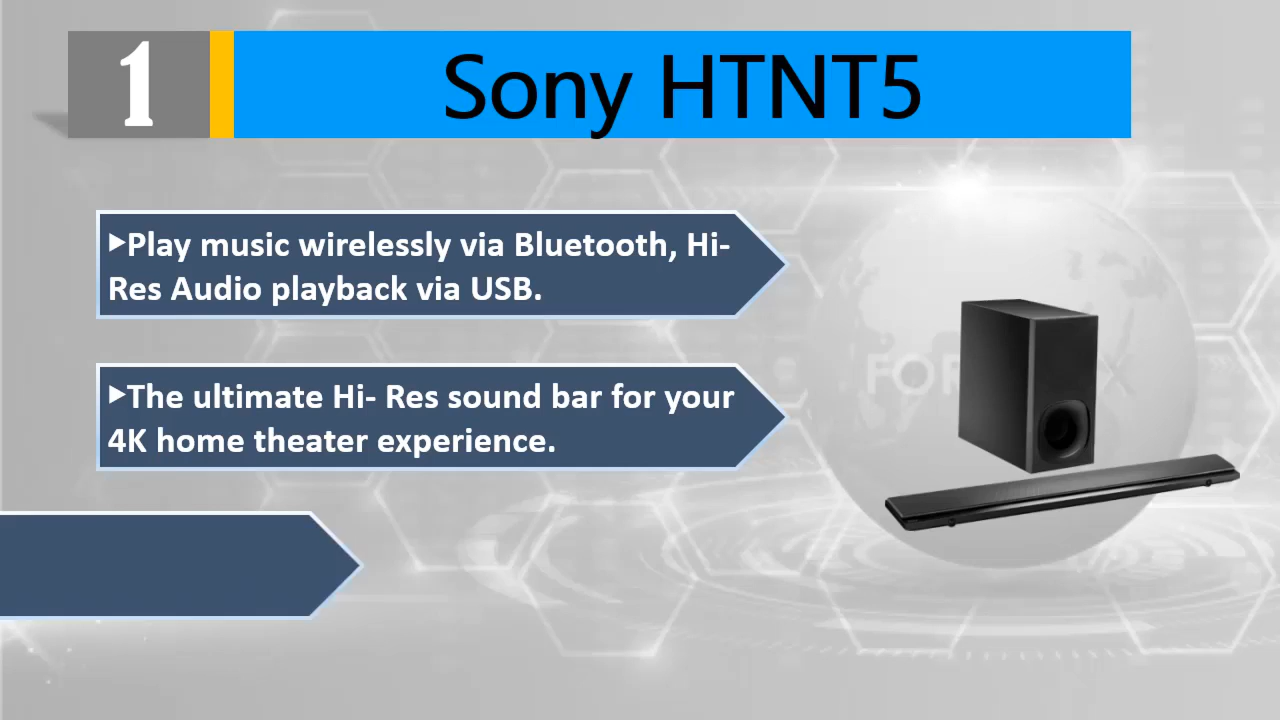 1
Sony HTNT5
▶Play music wirelessly via Bluetooth, Hi-
Res Audio playback via USB.
▶The ultimate Hi- Res sound bar for your
4K home theater experience.